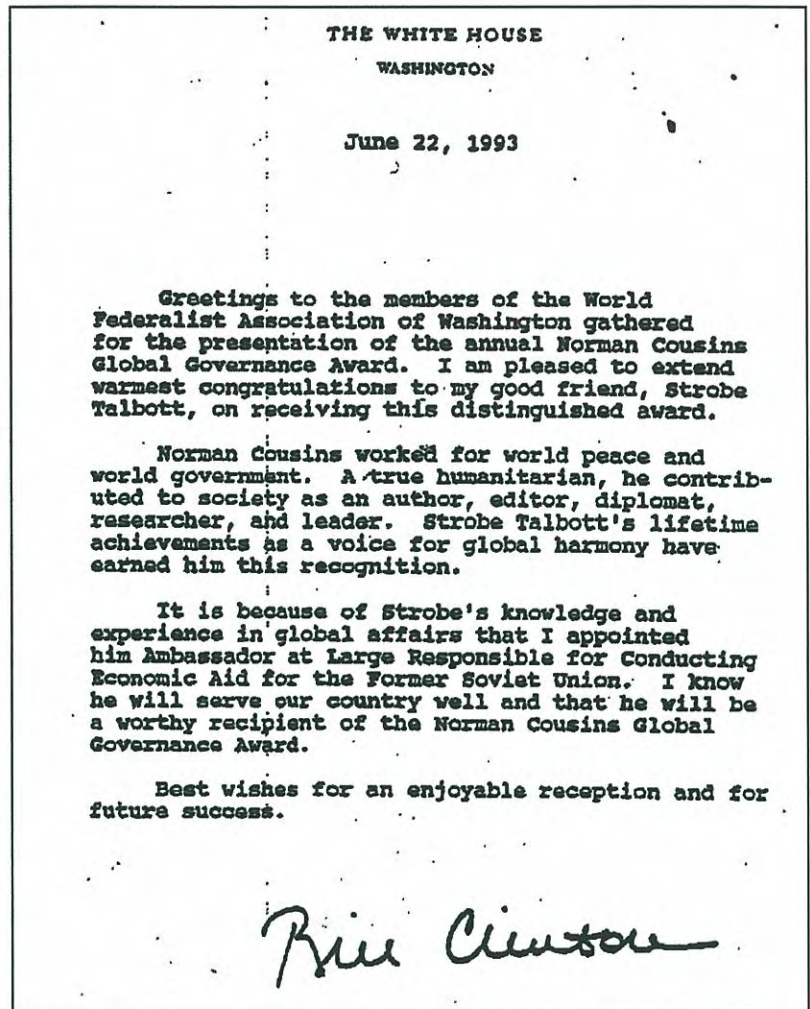 THE WHITE HOUSE
WASHINGTON
June 22, 1993
Greetings to the members of the World
Federalist Association of Washington gathered
for the presentation of the annual Norman Cousins
Global Governance Award. I am pleased to extend
warmest congratulations to my good friend, Strobe
Talbott, on receiving this distinguished award.
Norman Cousins worked for world peace and
world government. A true humanitarian, he contrib-
uted to society as an author, editor, diplomat,
researcher, and leader. Strobe Talbott's lifetime
achievements as a voice for global harmony have
earned him this recognition.
It is because of Strobe's knowledge and
experience in global affairs that I appointed
him Ambassador at Large Responsible for Conducting
Economic Aid for the Former Soviet Union. I know
he will serve our country well and that he will be
a worthy recipient of the Norman Cousins Global
Governance Award.
Best wishes for an enjoyable reception and for
future success.
Bill Clinton